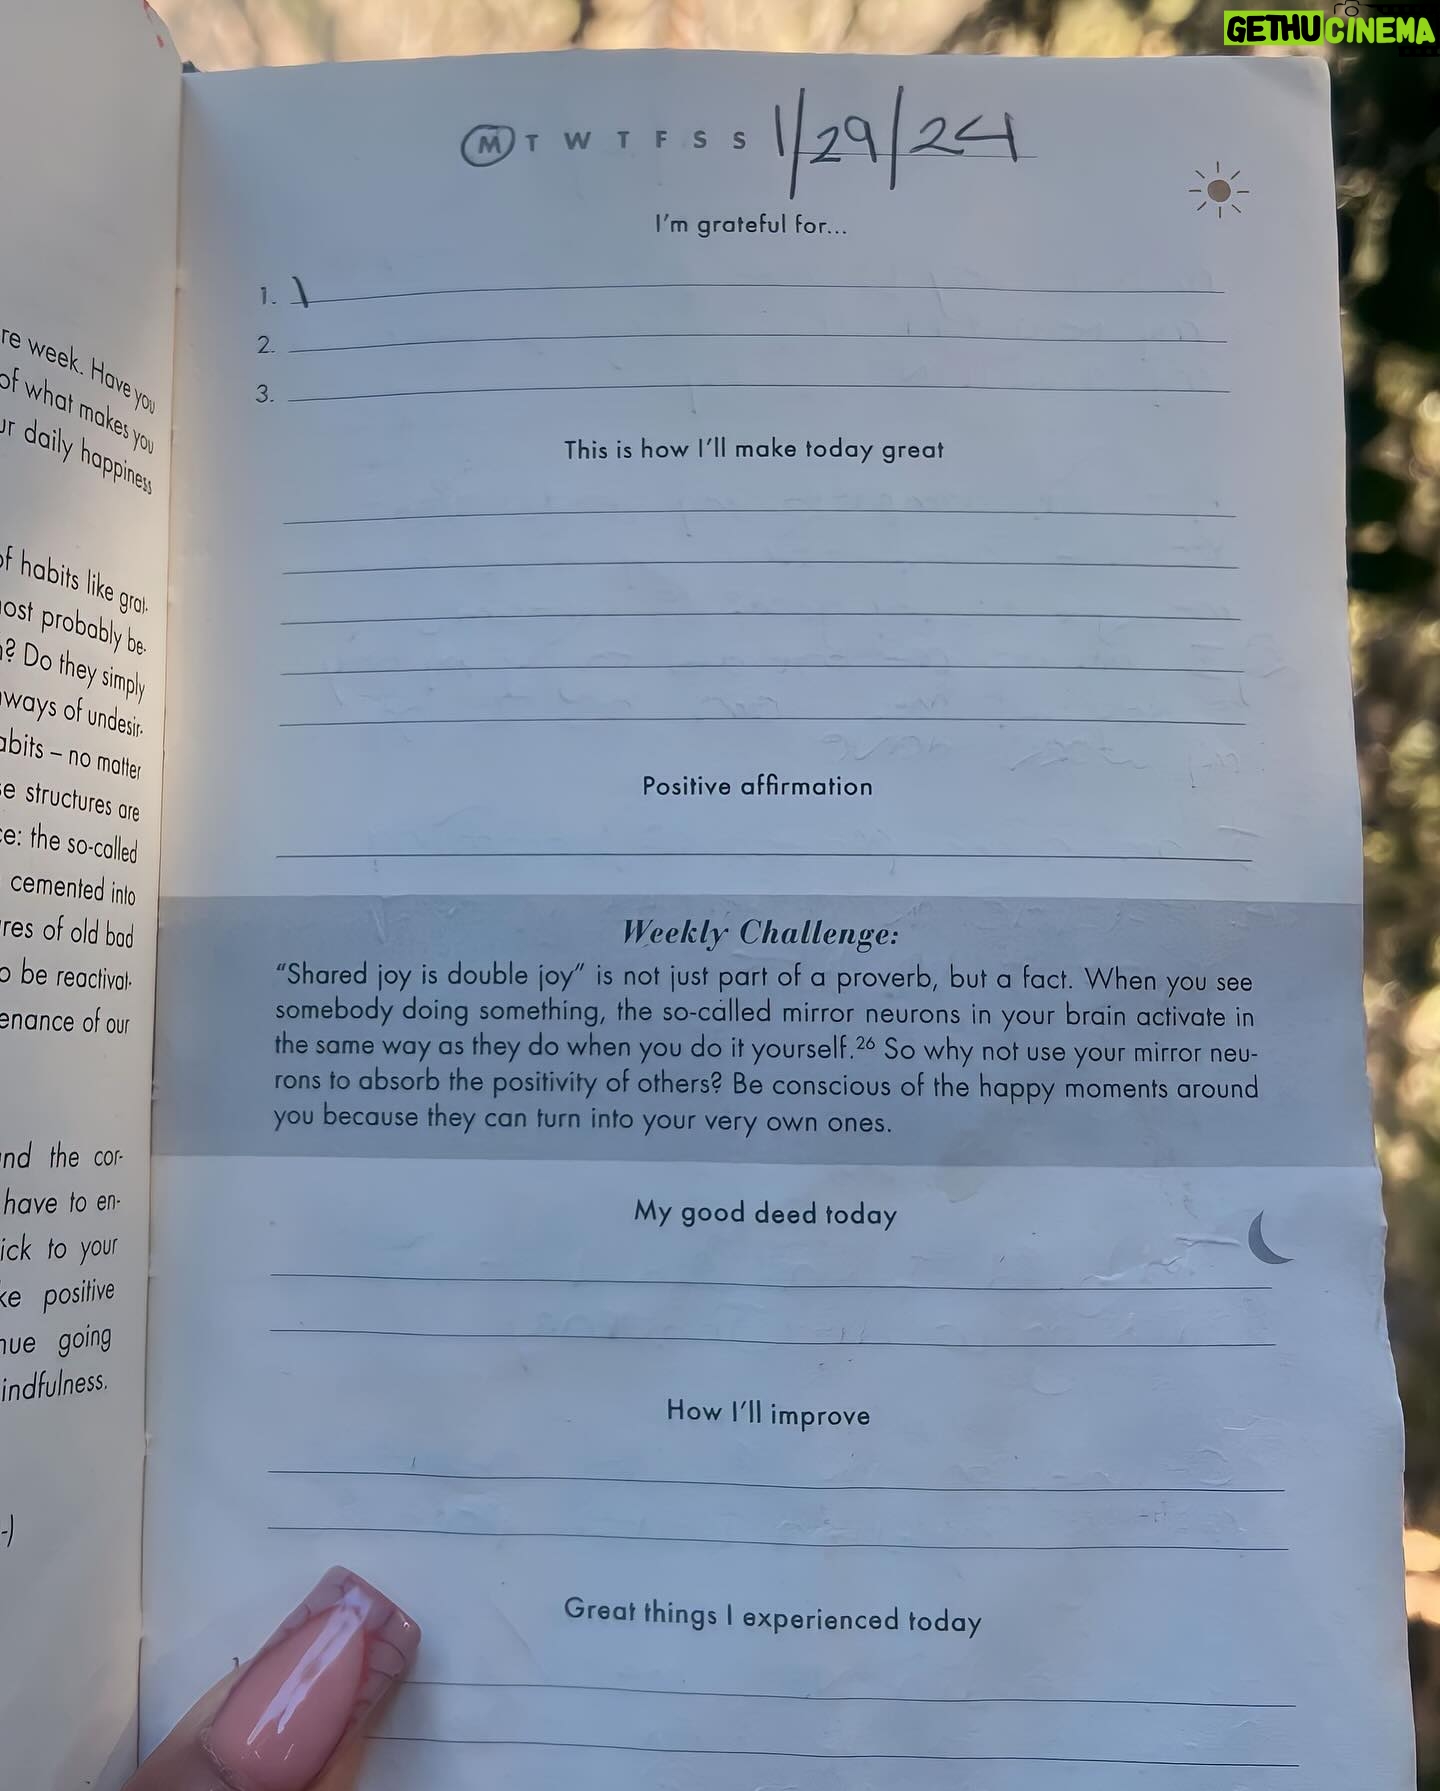 GETHU CINEMA
re week. Have you
of what makes you
ur daily happiness
of habits like grat-
ost probably be-
n? Do they simply
ways of undesir-
abits – no matter
se structures are
ce: the so-called
cemented into
res of old bad
o be reactivat-
enance of our
and the cor-
have to en-
ick to your
ke positive
nue going
indfulness.
-)
M T W T F S S 1/29/24
I'm grateful for...
1. \
2.
3.
This is how I'll make today great
Positive affirmation
Weekly Challenge:
“Shared joy is double joy” is not just part of a proverb, but a fact. When you see
somebody doing something, the so-called mirror neurons in your brain activate in
the same way as they do when you do it yourself.²⁶ So why not use your mirror neu-
rons to absorb the positivity of others? Be conscious of the happy moments around
you because they can turn into your very own ones.
My good deed today
How I'll improve
Great things I experienced today